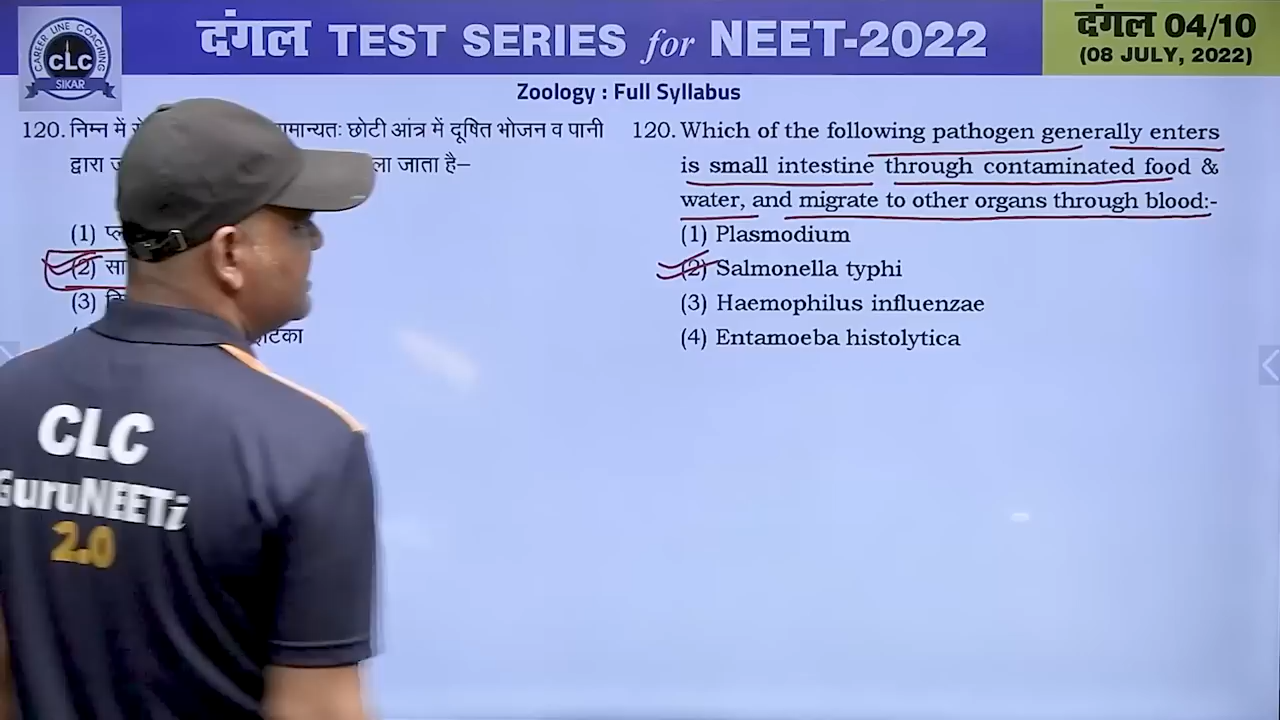 CAREER LINE COACHING
CLC
SIKAR
दंगल TEST SERIES for NEET-2022
दंगल 04/10
(08 JULY, 2022)
Zoology : Full Syllabus
120. निम्न में छोटी आंत्र में दूषित भोजन व पानी
द्वारा ला जाता है–
(1)
(2)
(3)
120. Which of the following pathogen generally enters
is small intestine through contaminated food &
water, and migrate to other organs through blood:-
(1) Plasmodium
(2) Salmonella typhi
(3) Haemophilus influenzae
(4) Entamoeba histolytica
CLC
GuruNEETi
2.0